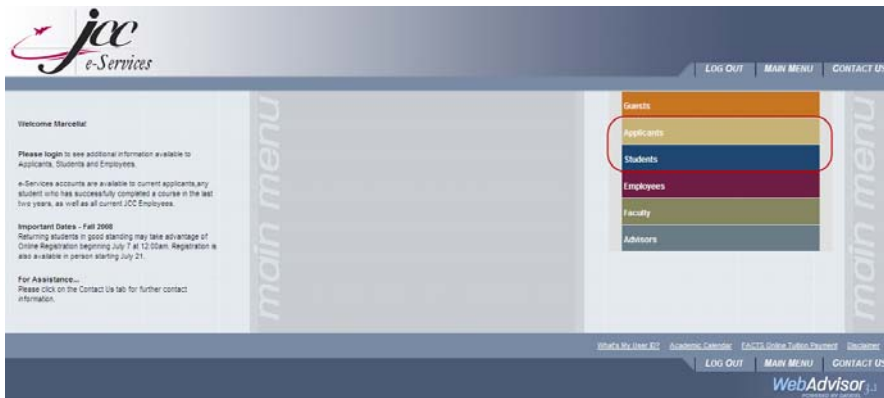 jcc
e-Services
LOG OUT MAIN MENU CONTACT US
Welcome Marcella!
Please login to see additional information available to
Applicants, Students and Employees.
e-Services accounts are available to current applicants,any
student who has successfully completed a course in the last
two years, as well as all current JCC Employees.
Important Dates - Fall 2008
Returning students in good standing may take advantage of
Online Registration beginning July 7 at 12:00am. Registration is
also available in person starting July 21.
For Assistance...
Please click on the Contact Us tab for further contact
information.
main menu
Guests
Applicants
Students
Employees
Faculty
Advisors
main menu
What's My User ID? Academic Calendar FACTS Online Tuition Payment Disclaimer
LOG OUT MAIN MENU CONTACT US
WebAdvisor
POWERED BY DATATEL